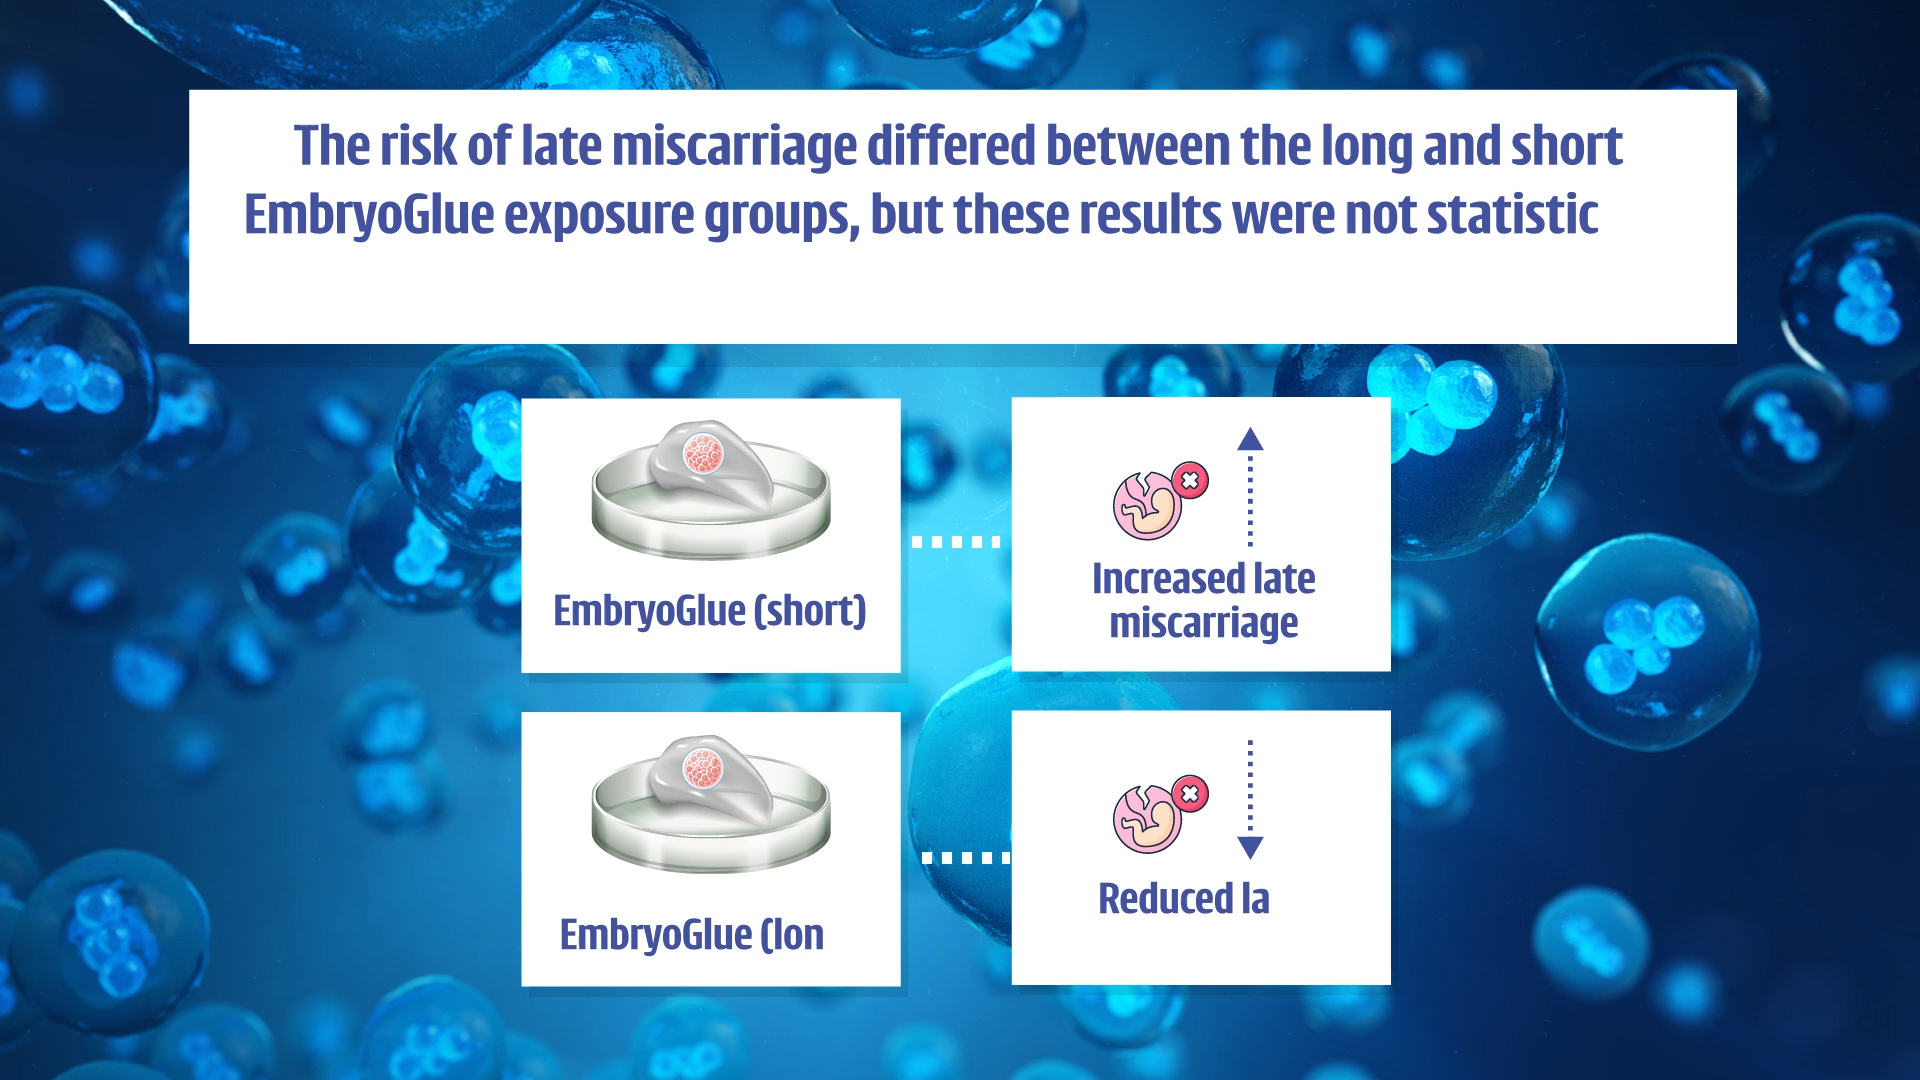 The risk of late miscarriage differed between the long and short
EmbryoGlue exposure groups, but these results were not statistic
EmbryoGlue (short)
Increased late
miscarriage
EmbryoGlue (lon
Reduced la